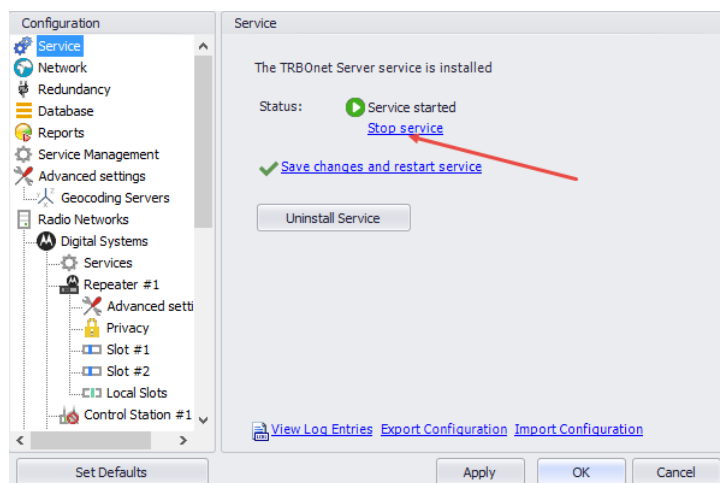 Configuration
Service
Network
Redundancy
Database
Reports
Service Management
Advanced settings
Geocoding Servers
Radio Networks
Digital Systems
Services
Repeater #1
Advanced setti
Privacy
Slot #1
Slot #2
Local Slots
Control Station #1
Set Defaults
Service
The TRBOnet Server service is installed
Status: Service started
Stop service
Save changes and restart service
Uninstall Service
View Log Entries Export Configuration Import Configuration
Apply OK Cancel